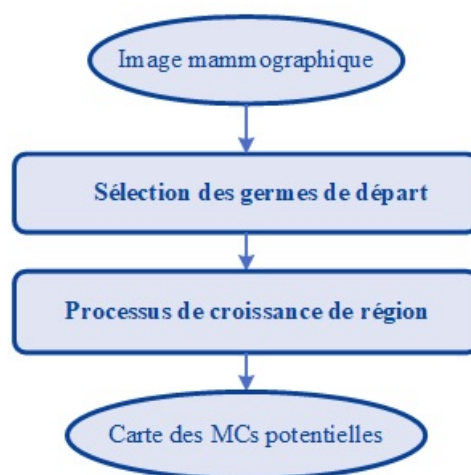 Image mammographique
Sélection des germes de départ
Processus de croissance de région
Carte des MCs potentielles